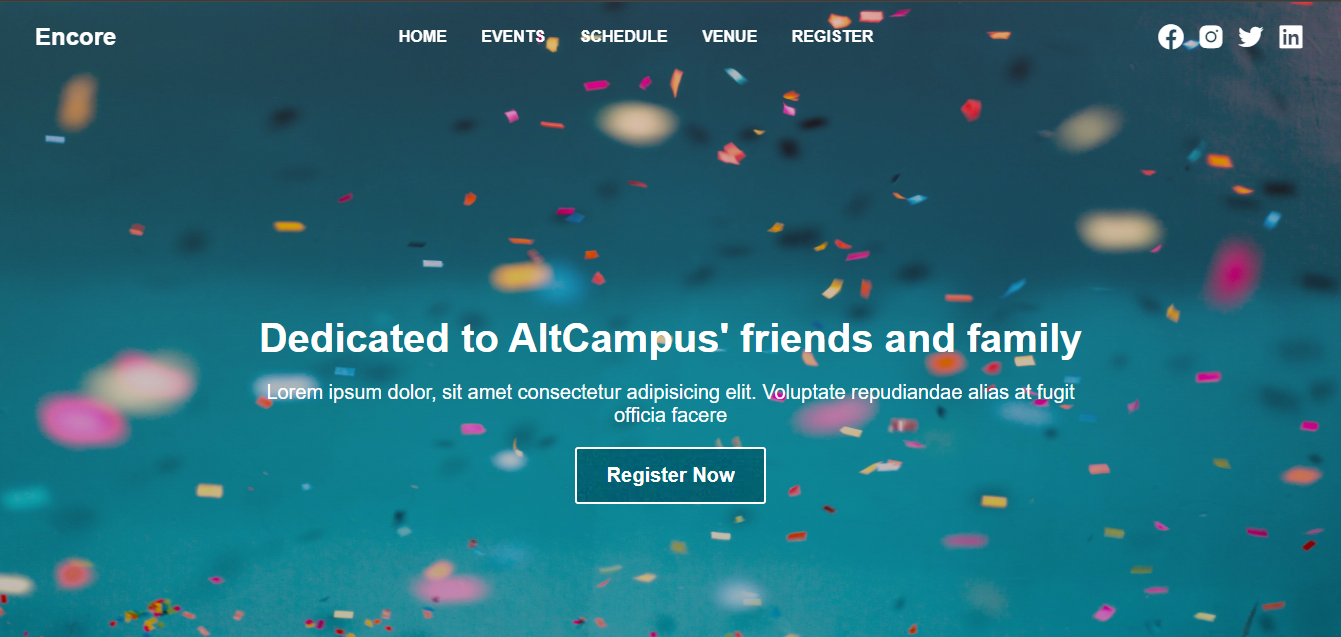 Encore
HOME EVENTS SCHEDULE VENUE REGISTER
Dedicated to AltCampus' friends and family
Lorem ipsum dolor, sit amet consectetur adipisicing elit. Voluptate repudiandae alias at fugit
officia facere
Register Now